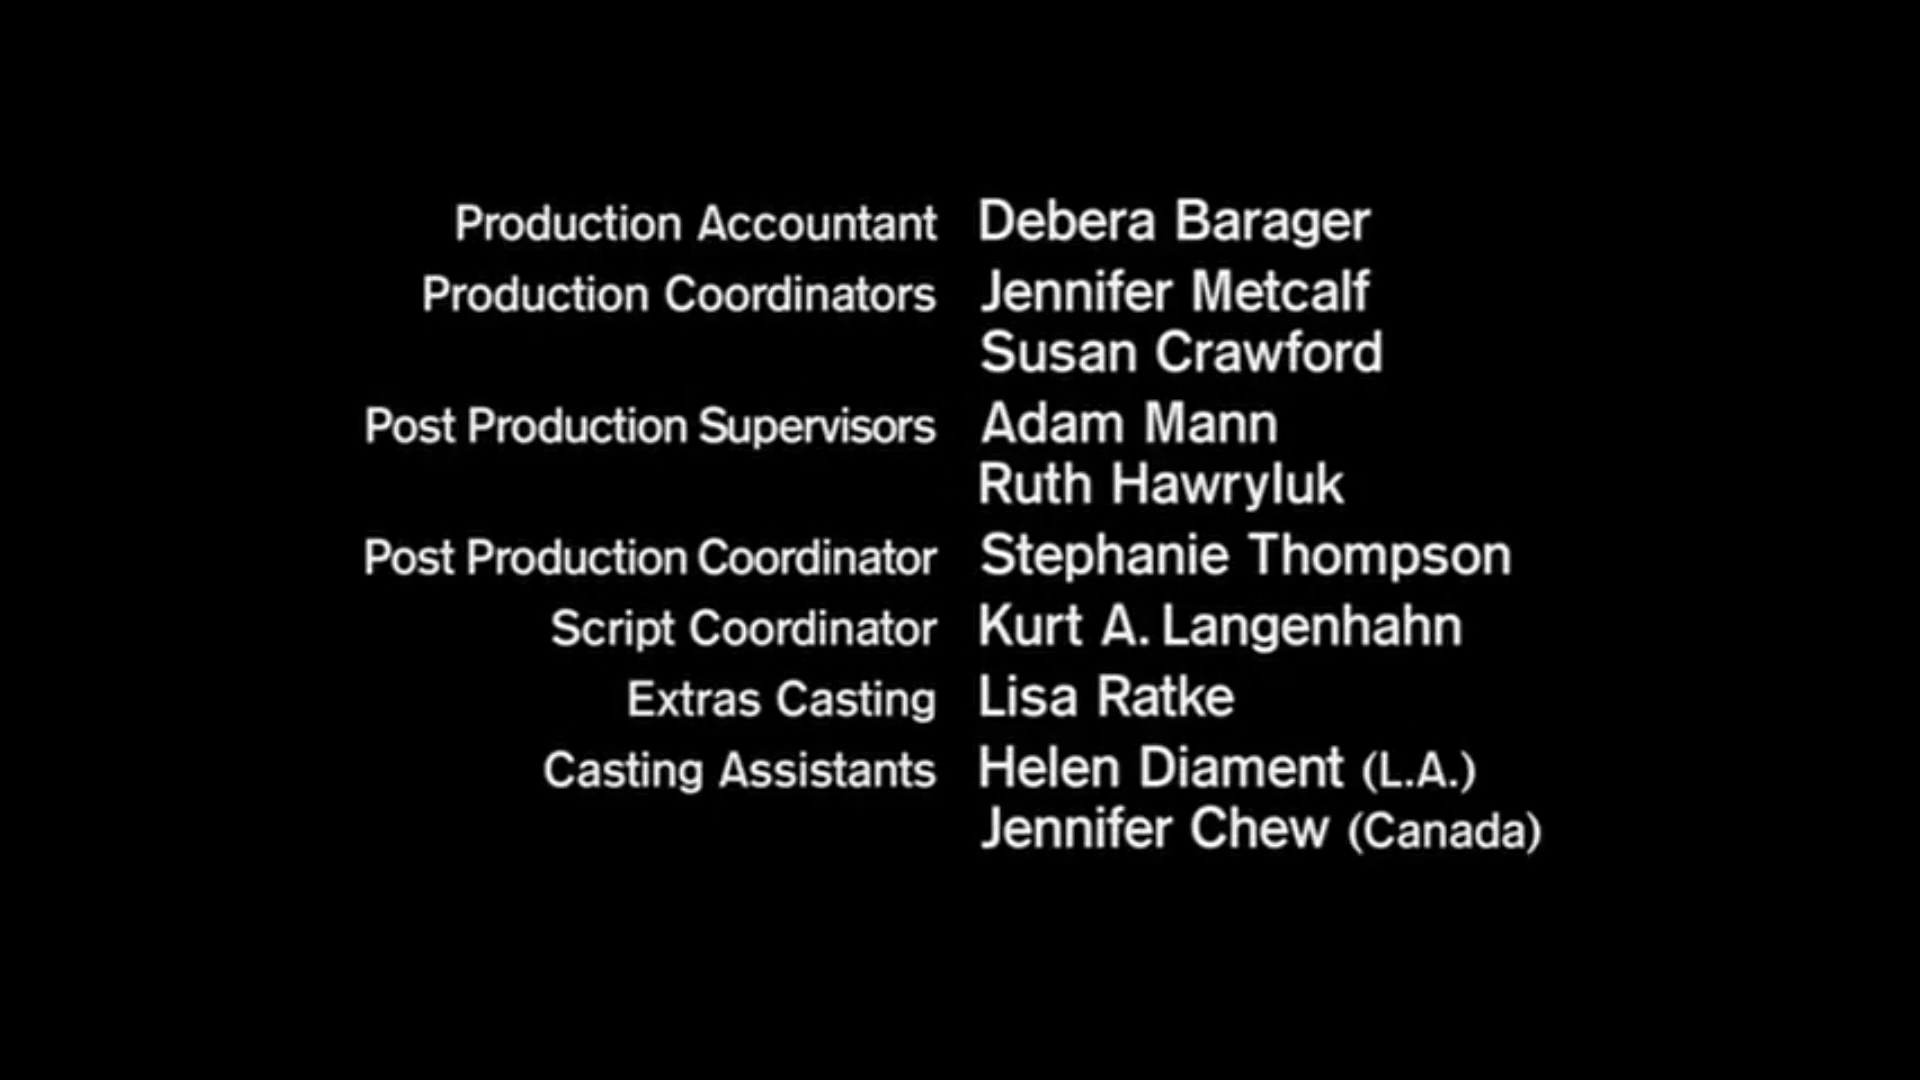 Production Accountant Debera Barager
Production Coordinators Jennifer Metcalf
Susan Crawford
Post Production Supervisors Adam Mann
Ruth Hawryluk
Post Production Coordinator Stephanie Thompson
Script Coordinator Kurt A. Langenhahn
Extras Casting Lisa Ratke
Casting Assistants Helen Diament (L.A.)
Jennifer Chew (Canada)